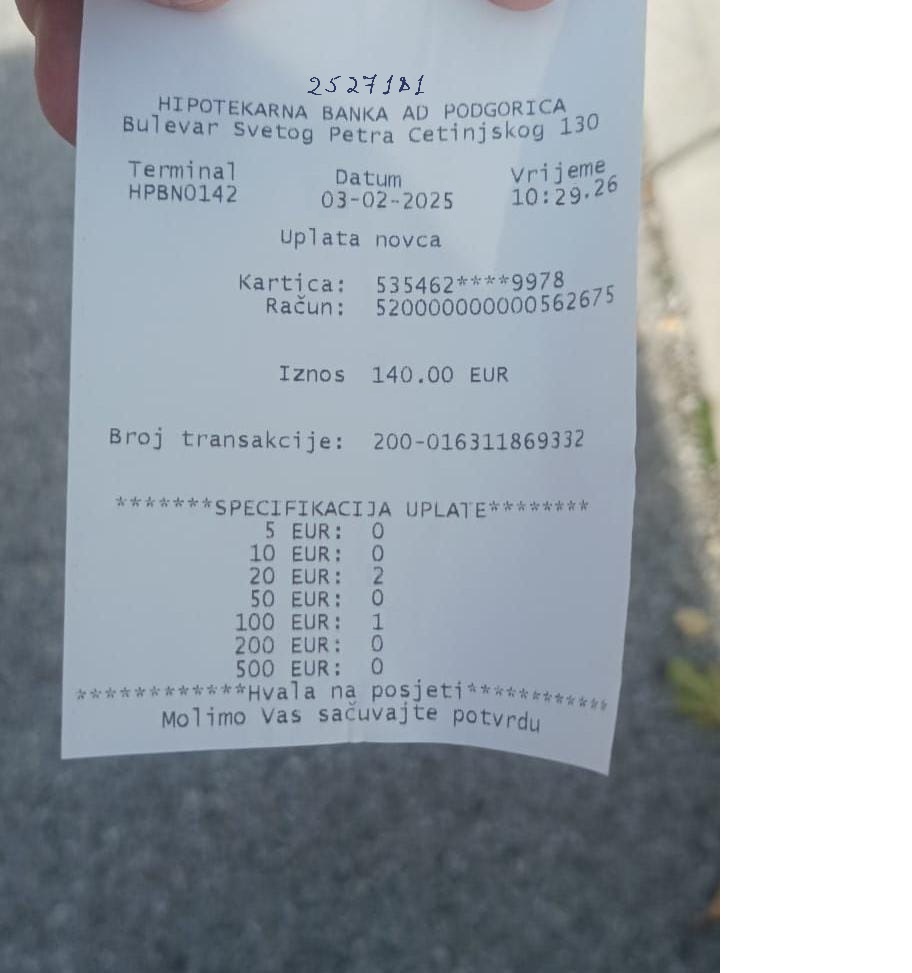 2527181
HIPOTEKARNA BANKA AD PODGORICA
Bulevar Svetog Petra Cetinjskog 130
Terminal Datum Vrijeme
HPBN0142 03-02-2025 10:29.26
Uplata novca
Kartica: 535462****9978
Račun: 520000000000562675
Iznos 140.00 EUR
Broj transakcije: 200-016311869332
*******SPECIFIKACIJA UPLATE********
5 EUR: 0
10 EUR: 0
20 EUR: 2
50 EUR: 0
100 EUR: 1
200 EUR: 0
500 EUR: 0
************Hvala na posjeti************
Molimo Vas sačuvajte potvrdu